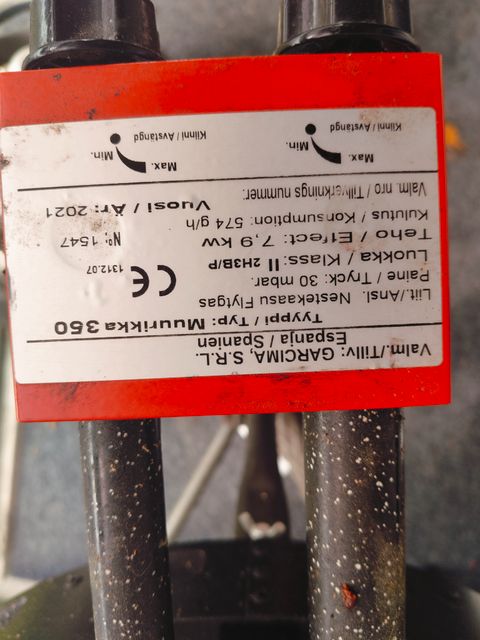 Valm./Tillv: GARCIMA, S.R.L.
Espanja / Spanien
Tyyppi / Typ: Muurikka 350
Liit./Ansl. Nestekaasu Flytgas
Paine / Tryck: 30 mbar.
Luokka / Klass: II 2H3B/P
CE
1312.07
Teho / Efect: 7,9 kw
Nº 1547
Kulutus / Konsumption: 574 g/h
Vuosi / År: 2021
Valm. nro / Tillverknings nummer:
Max.
Min.
Kiinni / Avstängd
Max.
Min.
Kiinni / Avstängd